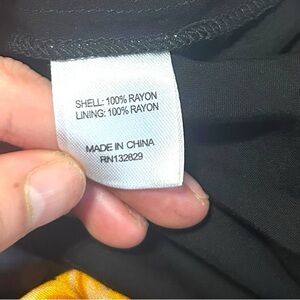 SHELL: 100% RAYON
LINING: 100% RAYON
MADE IN CHINA
RN132829